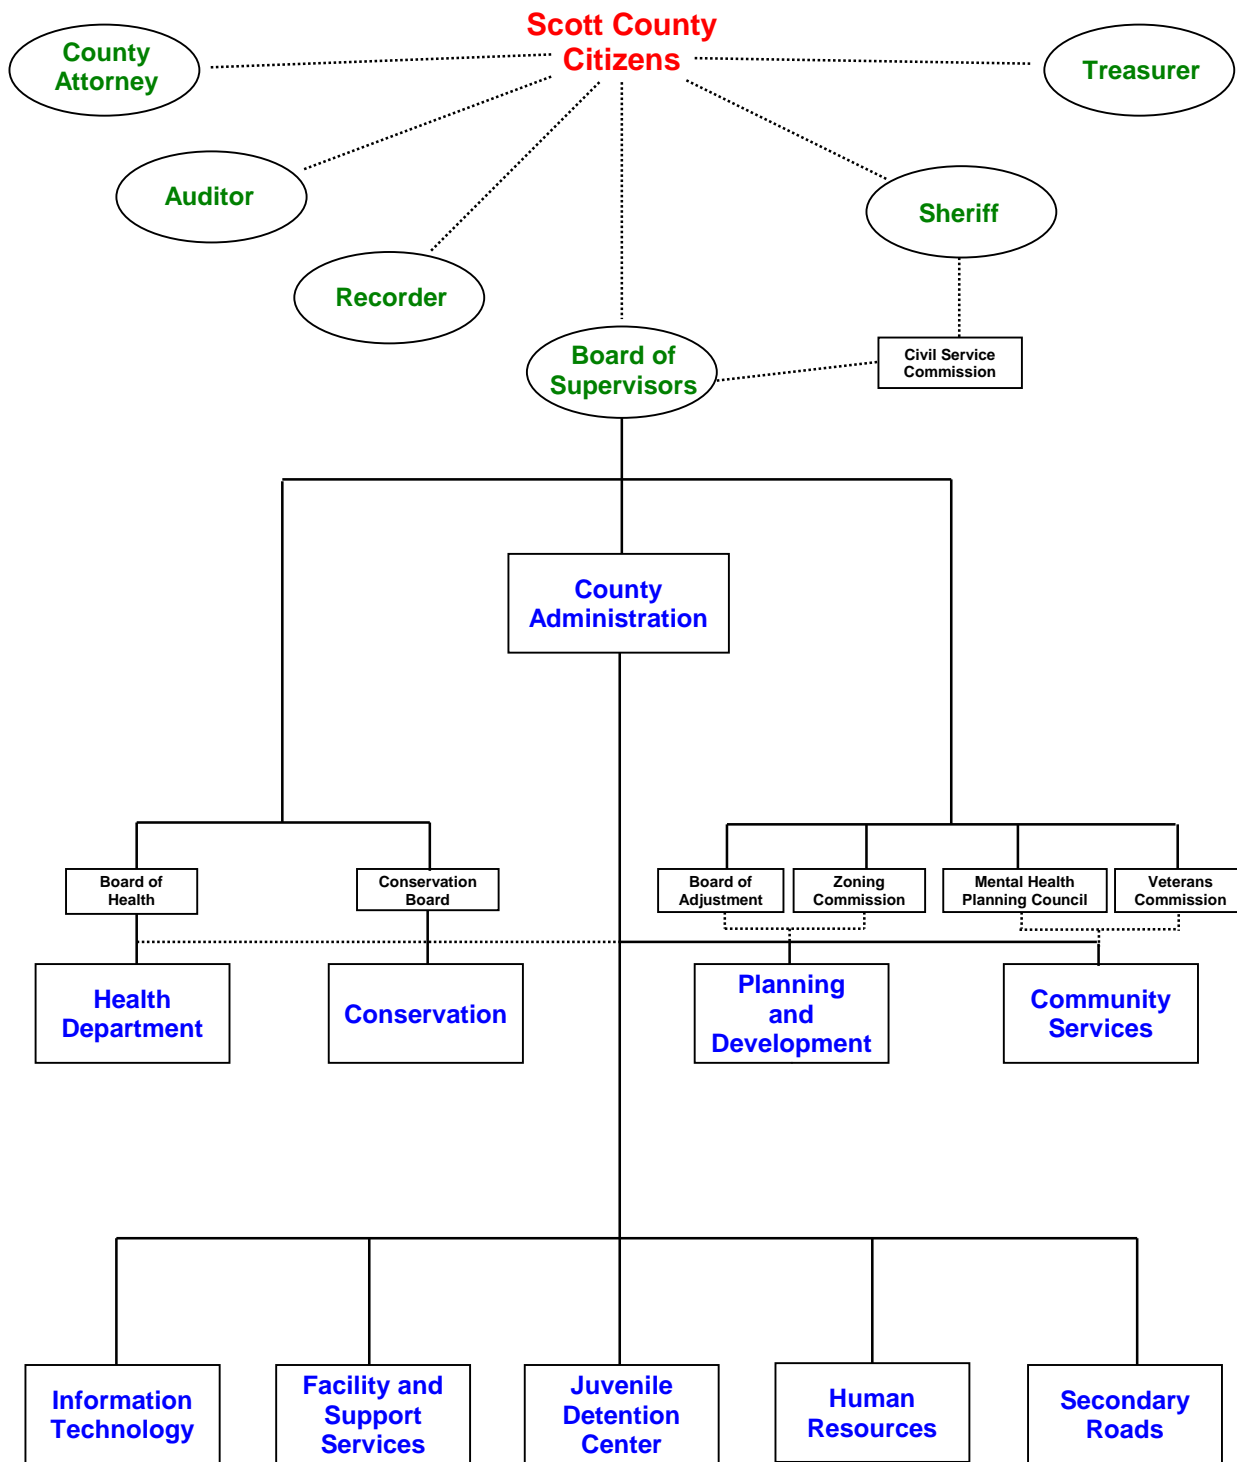 Scott County
Citizens
County
Attorney
Treasurer
Auditor
Sheriff
Recorder
Board of
Supervisors
Civil Service
Commission
County
Administration
Board of
Health
Conservation
Board
Board of
Adjustment
Zoning
Commission
Mental Health
Planning Council
Veterans
Commission
Health
Department
Conservation
Planning
and
Development
Community
Services
Information
Technology
Facility and
Support
Services
Juvenile
Detention
Center
Human
Resources
Secondary
Roads